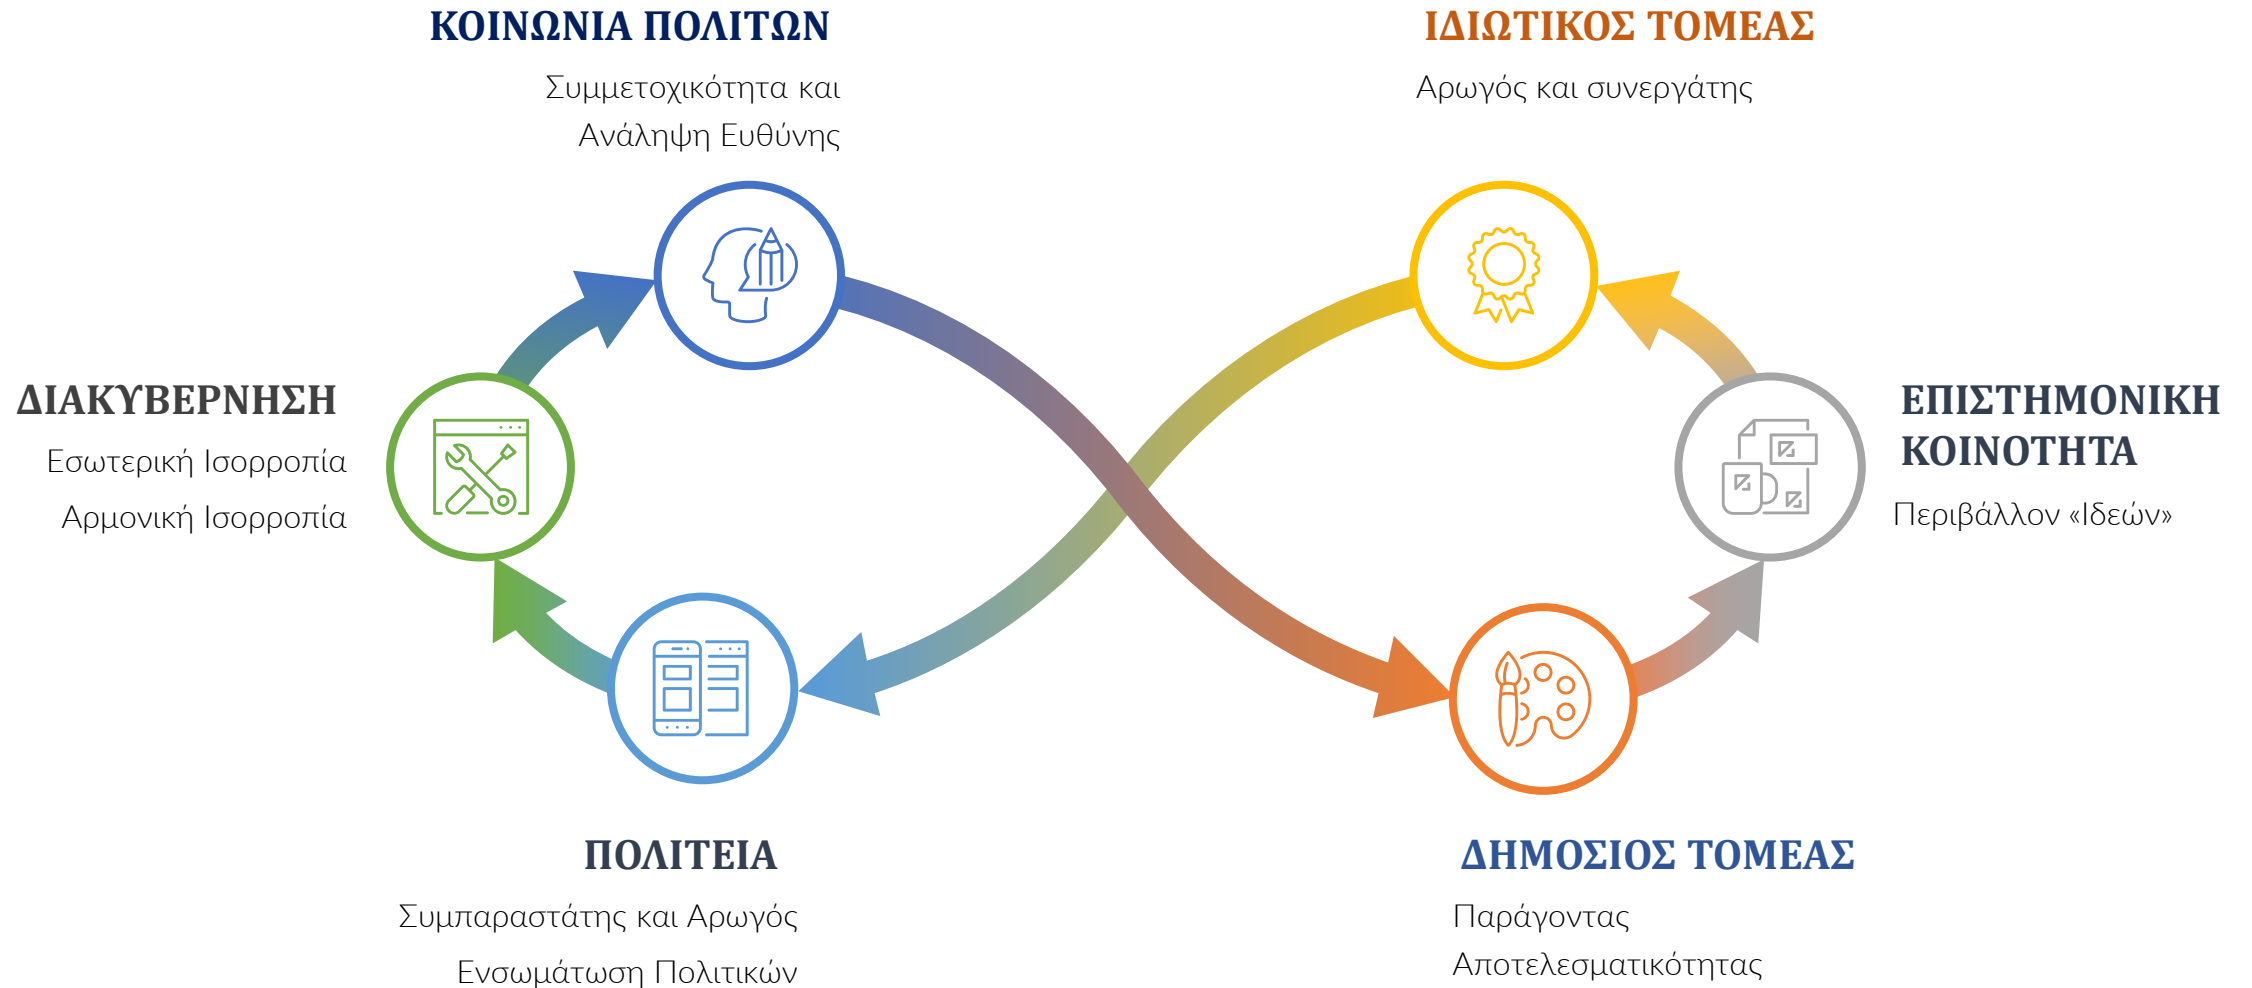 ΚΟΙΝΩΝΙΑ ΠΟΛΙΤΩΝ
Συμμετοχικότητα και
Ανάληψη Ευθύνης
ΙΔΙΩΤΙΚΟΣ ΤΟΜΕΑΣ
Αρωγός και συνεργάτης
ΔΙΑΚΥΒΕΡΝΗΣΗ
Εσωτερική Ισορροπία
Αρμονική Ισορροπία
ΕΠΙΣΤΗΜΟΝΙΚΗ
ΚΟΙΝΟΤΗΤΑ
Περιβάλλον «Ιδεών»
ΠΟΛΙΤΕΙΑ
Συμπαραστάτης και Αρωγός
Ενσωμάτωση Πολιτικών
ΔΗΜΟΣΙΟΣ ΤΟΜΕΑΣ
Παράγοντας
Αποτελεσματικότητας